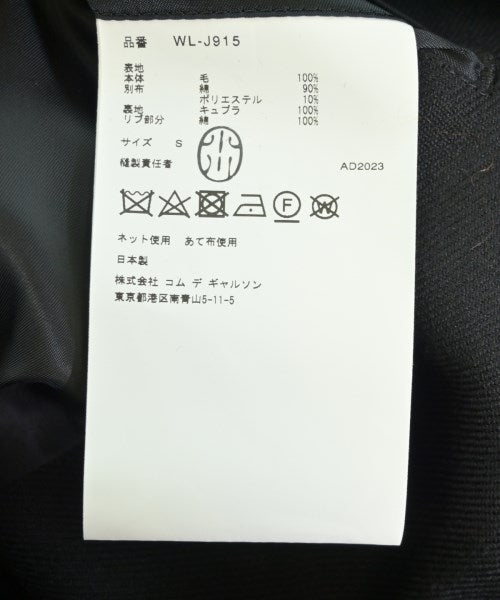 品番 WL-J915
表地
本体 毛 100%
別布 綿 90%
ポリエステル 10%
裏地 キュプラ 100%
リブ部分 綿 100%
サイズ S
縫製責任者 AD2023
F W
ネット使用 あて布使用
日本製
株式会社 コム デ ギャルソン
東京都港区南青山5-11-5